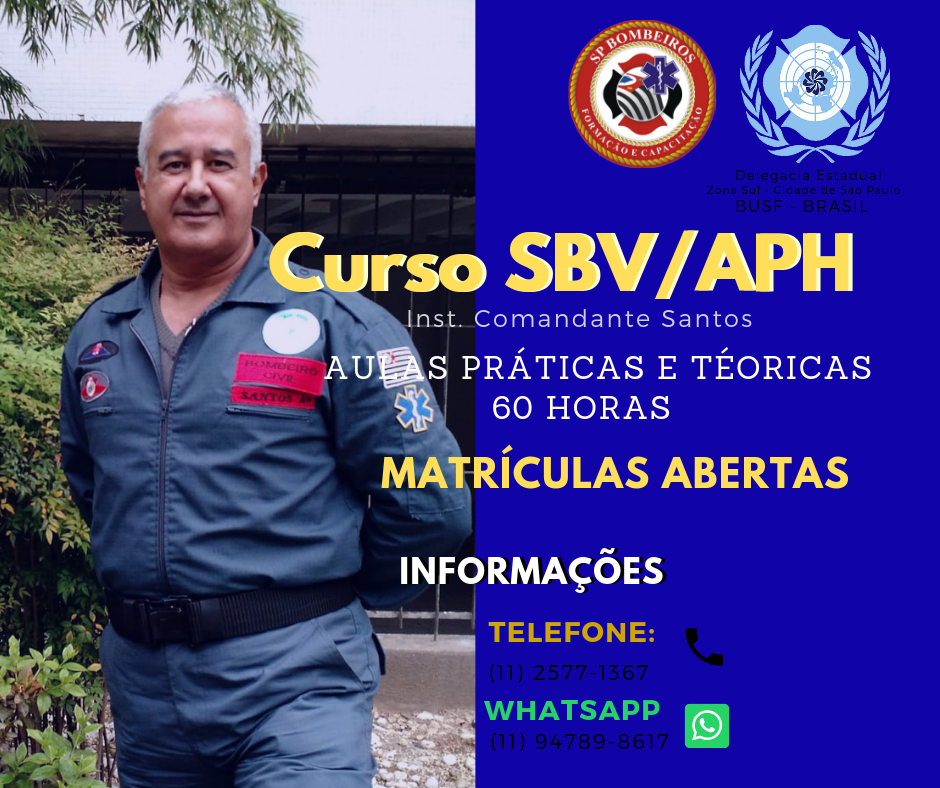 SP BOMBEIROS
FORMAÇÃO E CAPACITAÇÃO
Delegacia Estadual
Zona Sul - Cidade de São Paulo
BUSF - BRASIL
Curso SBV/APH
Inst. Comandante Santos
AULAS PRÁTICAS E TÉORICAS
60 HORAS
BOMBEIRO
CIVIL
SANTOS A+
MATRÍCULAS ABERTAS
INFORMAÇÕES
TELEFONE:
(11) 2577-1367
WHATSAPP
(11) 94789-8617